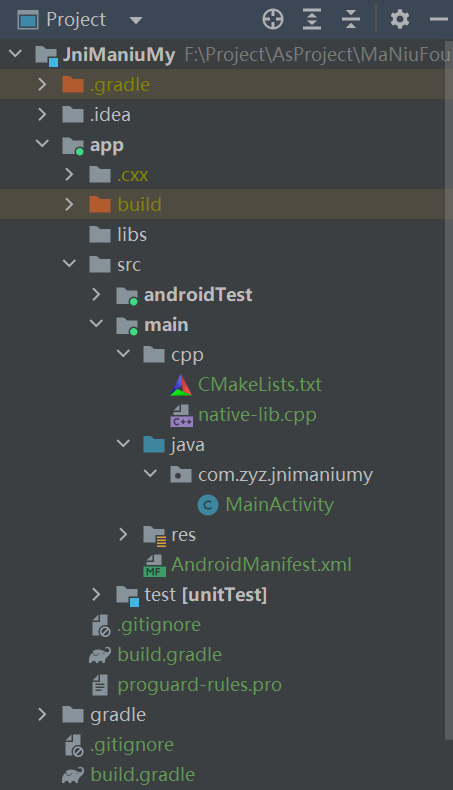 Project
JniManiuMy F:\Project\AsProject\MaNiuFou
.gradle
.idea
app
.cxx
build
libs
src
androidTest
main
cpp
CMakeLists.txt
C++ native-lib.cpp
java
com.zyz.jnimaniumy
C MainActivity
res
MF AndroidManifest.xml
test [unitTest]
.gitignore
build.gradle
proguard-rules.pro
gradle
.gitignore
build.gradle